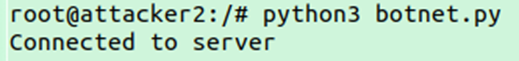 root@attacker2:/# python3 botnet.py
Connected to server